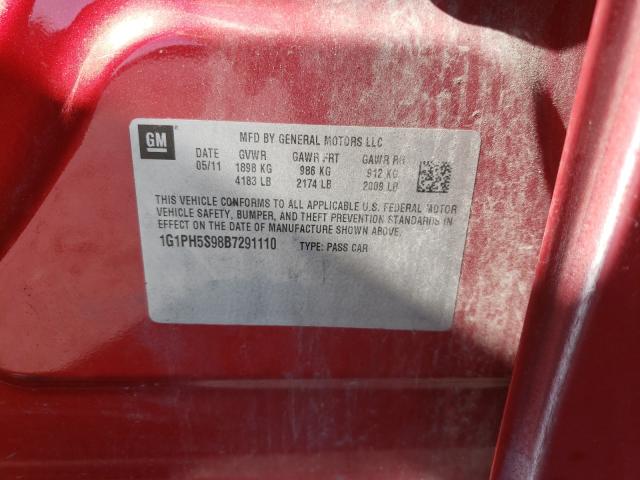 GM
MFD BY GENERAL MOTORS LLC
DATE GVWR GAWR FRT GAWR RR
05/11 1898 KG 986 KG 912 KG
4183 LB 2174 LB 2009 LB
THIS VEHICLE CONFORMS TO ALL APPLICABLE U.S. FEDERAL MOTOR
VEHICLE SAFETY, BUMPER, AND THEFT PREVENTION STANDARDS IN
EFFECT ON THE DATE OF MANUFACTURE SHOWN ABOVE.
1G1PH5S98B7291110 TYPE: PASS CAR